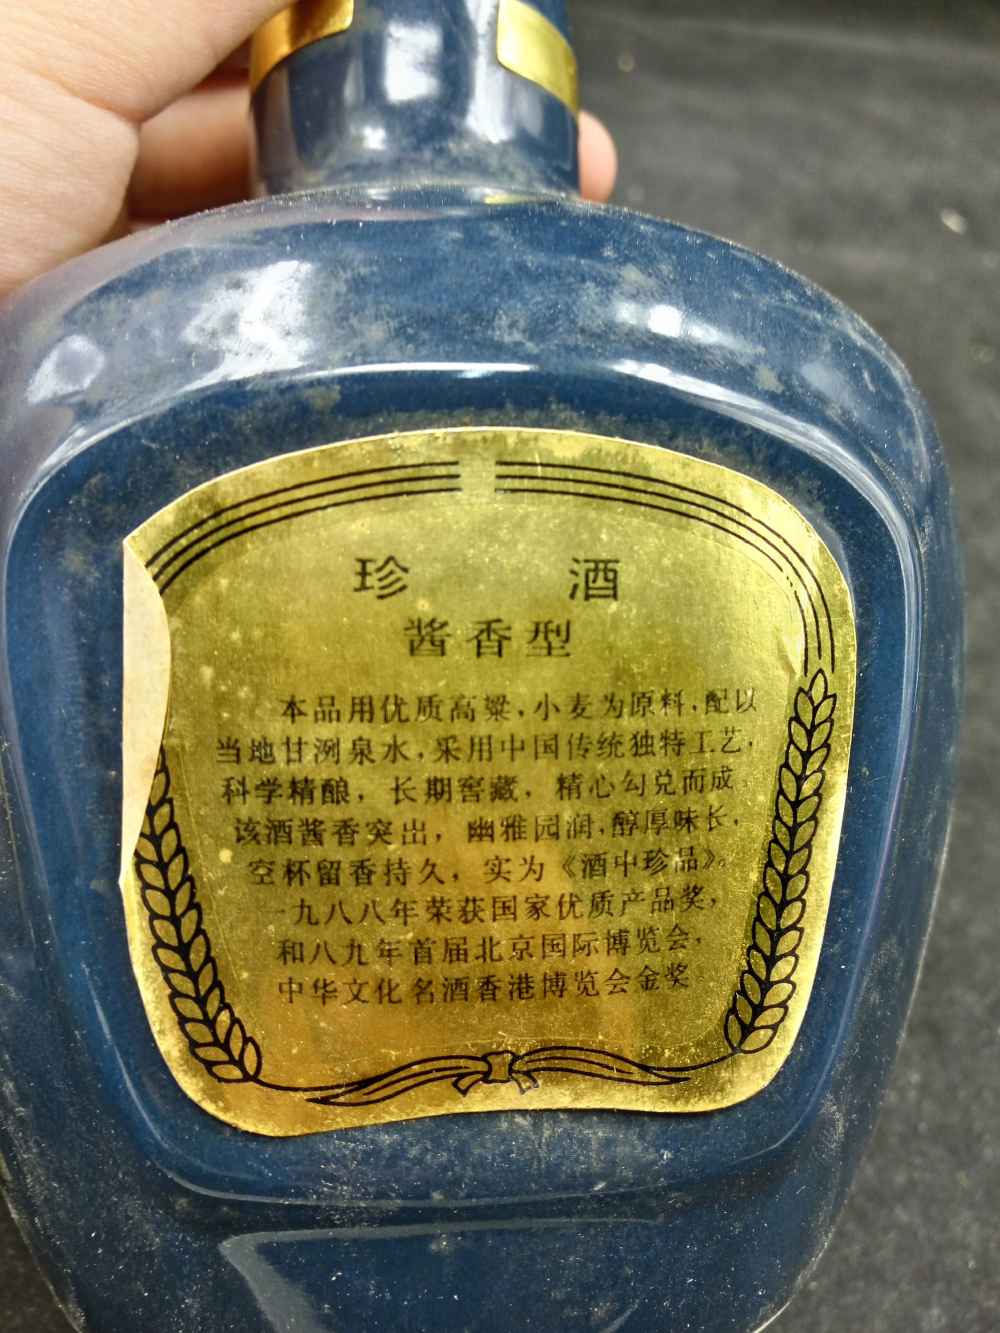 珍 酒
酱香型
本品用优质高粱,小麦为原料,配以
当地甘洌泉水,采用中国传统独特工艺,
科学精酿,长期窖藏,精心勾兑而成。
该酒酱香突出,幽雅园润,醇厚味长,
空杯留香持久,实为《酒中珍品》。
一九八八年荣获国家优质产品奖,
和八九年首届北京国际博览会,
中华文化名酒香港博览会金奖